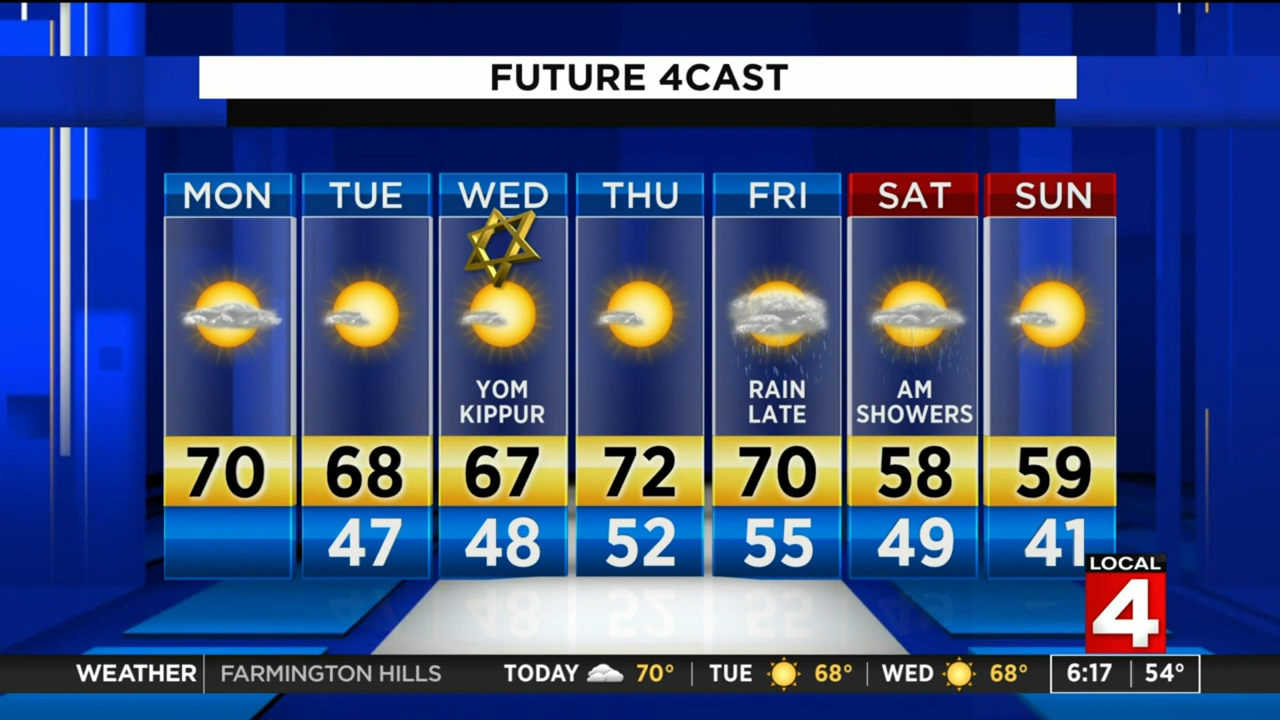 FUTURE 4CAST
MON TUE WED THU FRI SAT SUN
YOM
KIPPUR
RAIN
LATE
AM
SHOWERS
70 68 67 72 70 58 59
47 48 52 55 49 41
LOCAL
4
WEATHER FARMINGTON HILLS TODAY 70° TUE 68° WED 68° 6:17 54°